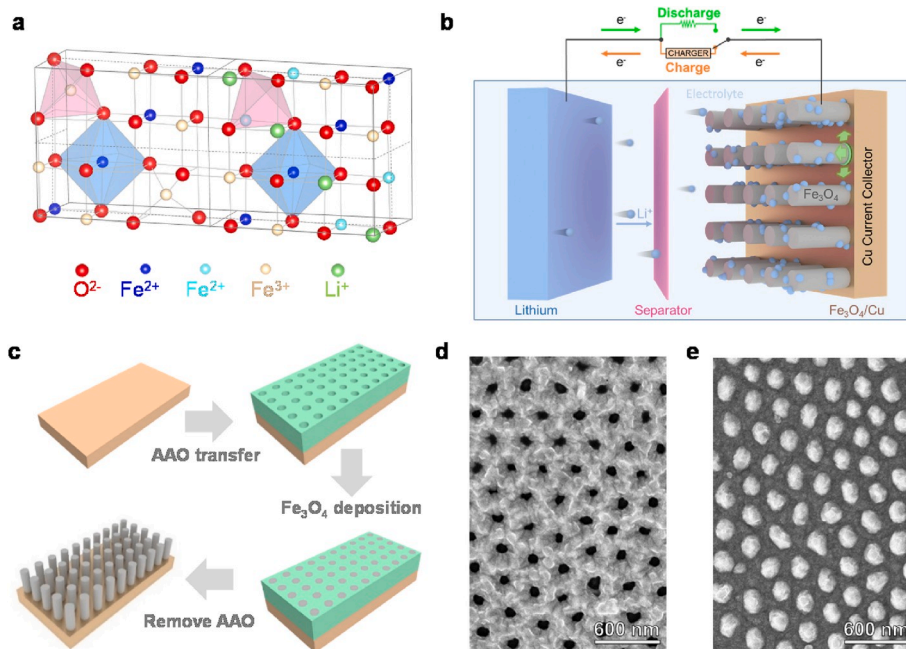 a
O²⁻ Fe²⁺ Fe²⁺ Fe³⁺ Li⁺
b
Discharge
e⁻ e⁻
CHARGER
e⁻ e⁻
Charge
Electrolyte
Fe₃O₄
Li⁺
Cu Current Collector
Lithium Separator Fe₃O₄/Cu
c
AAO transfer
Fe₃O₄ deposition
Remove AAO
d
600 nm
e
600 nm